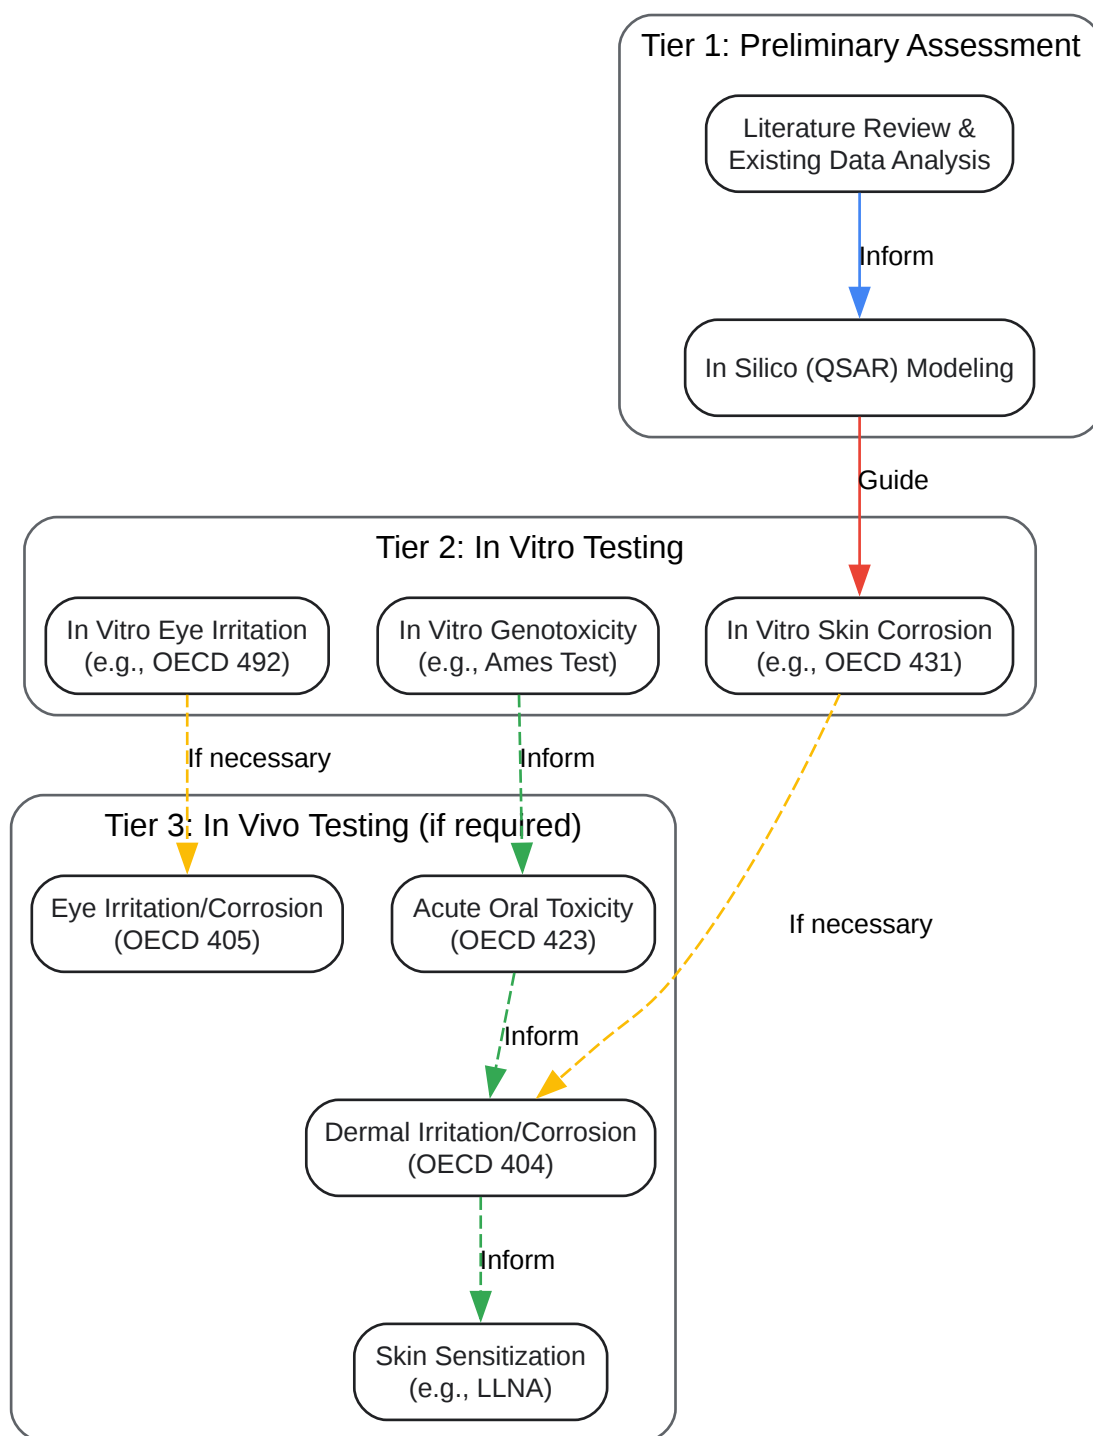 Tier 1: Preliminary Assessment
Literature Review &
Existing Data Analysis
Inform
In Silico (QSAR) Modeling
Guide
Tier 2: In Vitro Testing
In Vitro Eye Irritation
(e.g., OECD 492)
In Vitro Genotoxicity
(e.g., Ames Test)
In Vitro Skin Corrosion
(e.g., OECD 431)
If necessary
Inform
Tier 3: In Vivo Testing (if required)
Eye Irritation/Corrosion
(OECD 405)
Acute Oral Toxicity
(OECD 423)
If necessary
Inform
Dermal Irritation/Corrosion
(OECD 404)
Inform
Skin Sensitization
(e.g., LLNA)